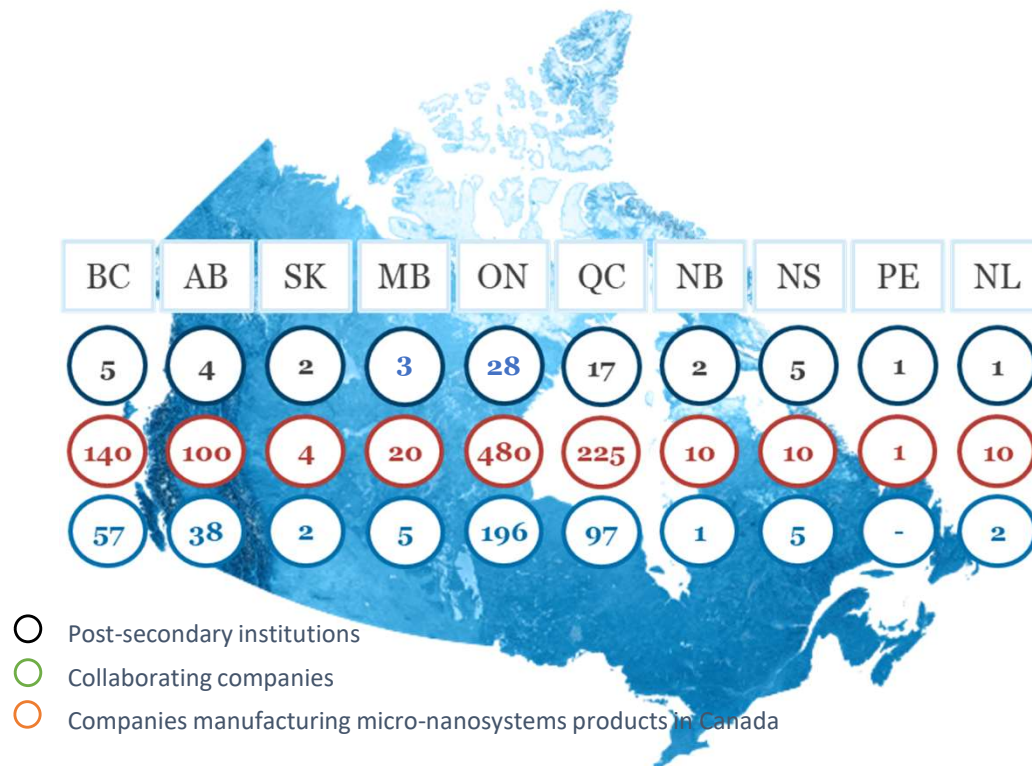 BC AB SK MB ON QC NB NS PE NL
5 4 2 3 28 17 2 5 1 1
140 100 4 20 480 225 10 10 1 10
57 38 2 5 196 97 1 5 - 2
Post-secondary institutions
Collaborating companies
Companies manufacturing micro-nanosystems products in Canada